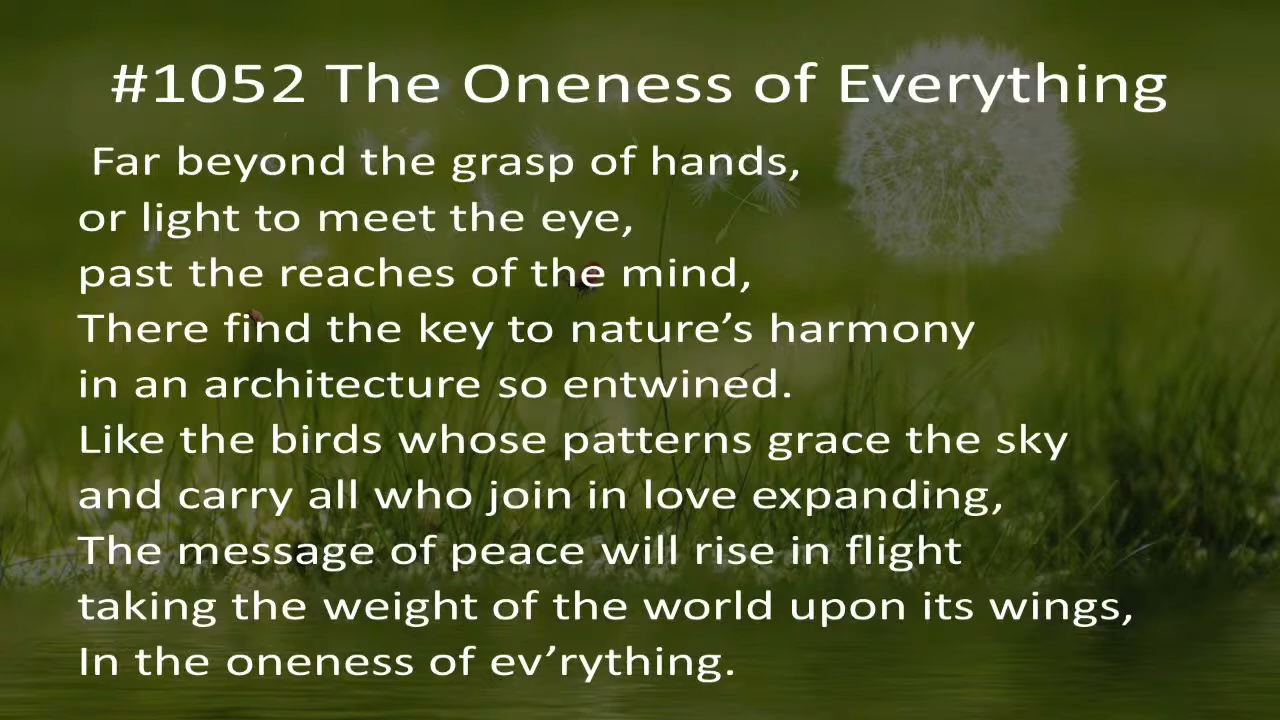 #1052 The Oneness of Everything
Far beyond the grasp of hands,
or light to meet the eye,
past the reaches of the mind,
There find the key to nature’s harmony
in an architecture so entwined.
Like the birds whose patterns grace the sky
and carry all who join in love expanding,
The message of peace will rise in flight
taking the weight of the world upon its wings,
In the oneness of ev’rything.